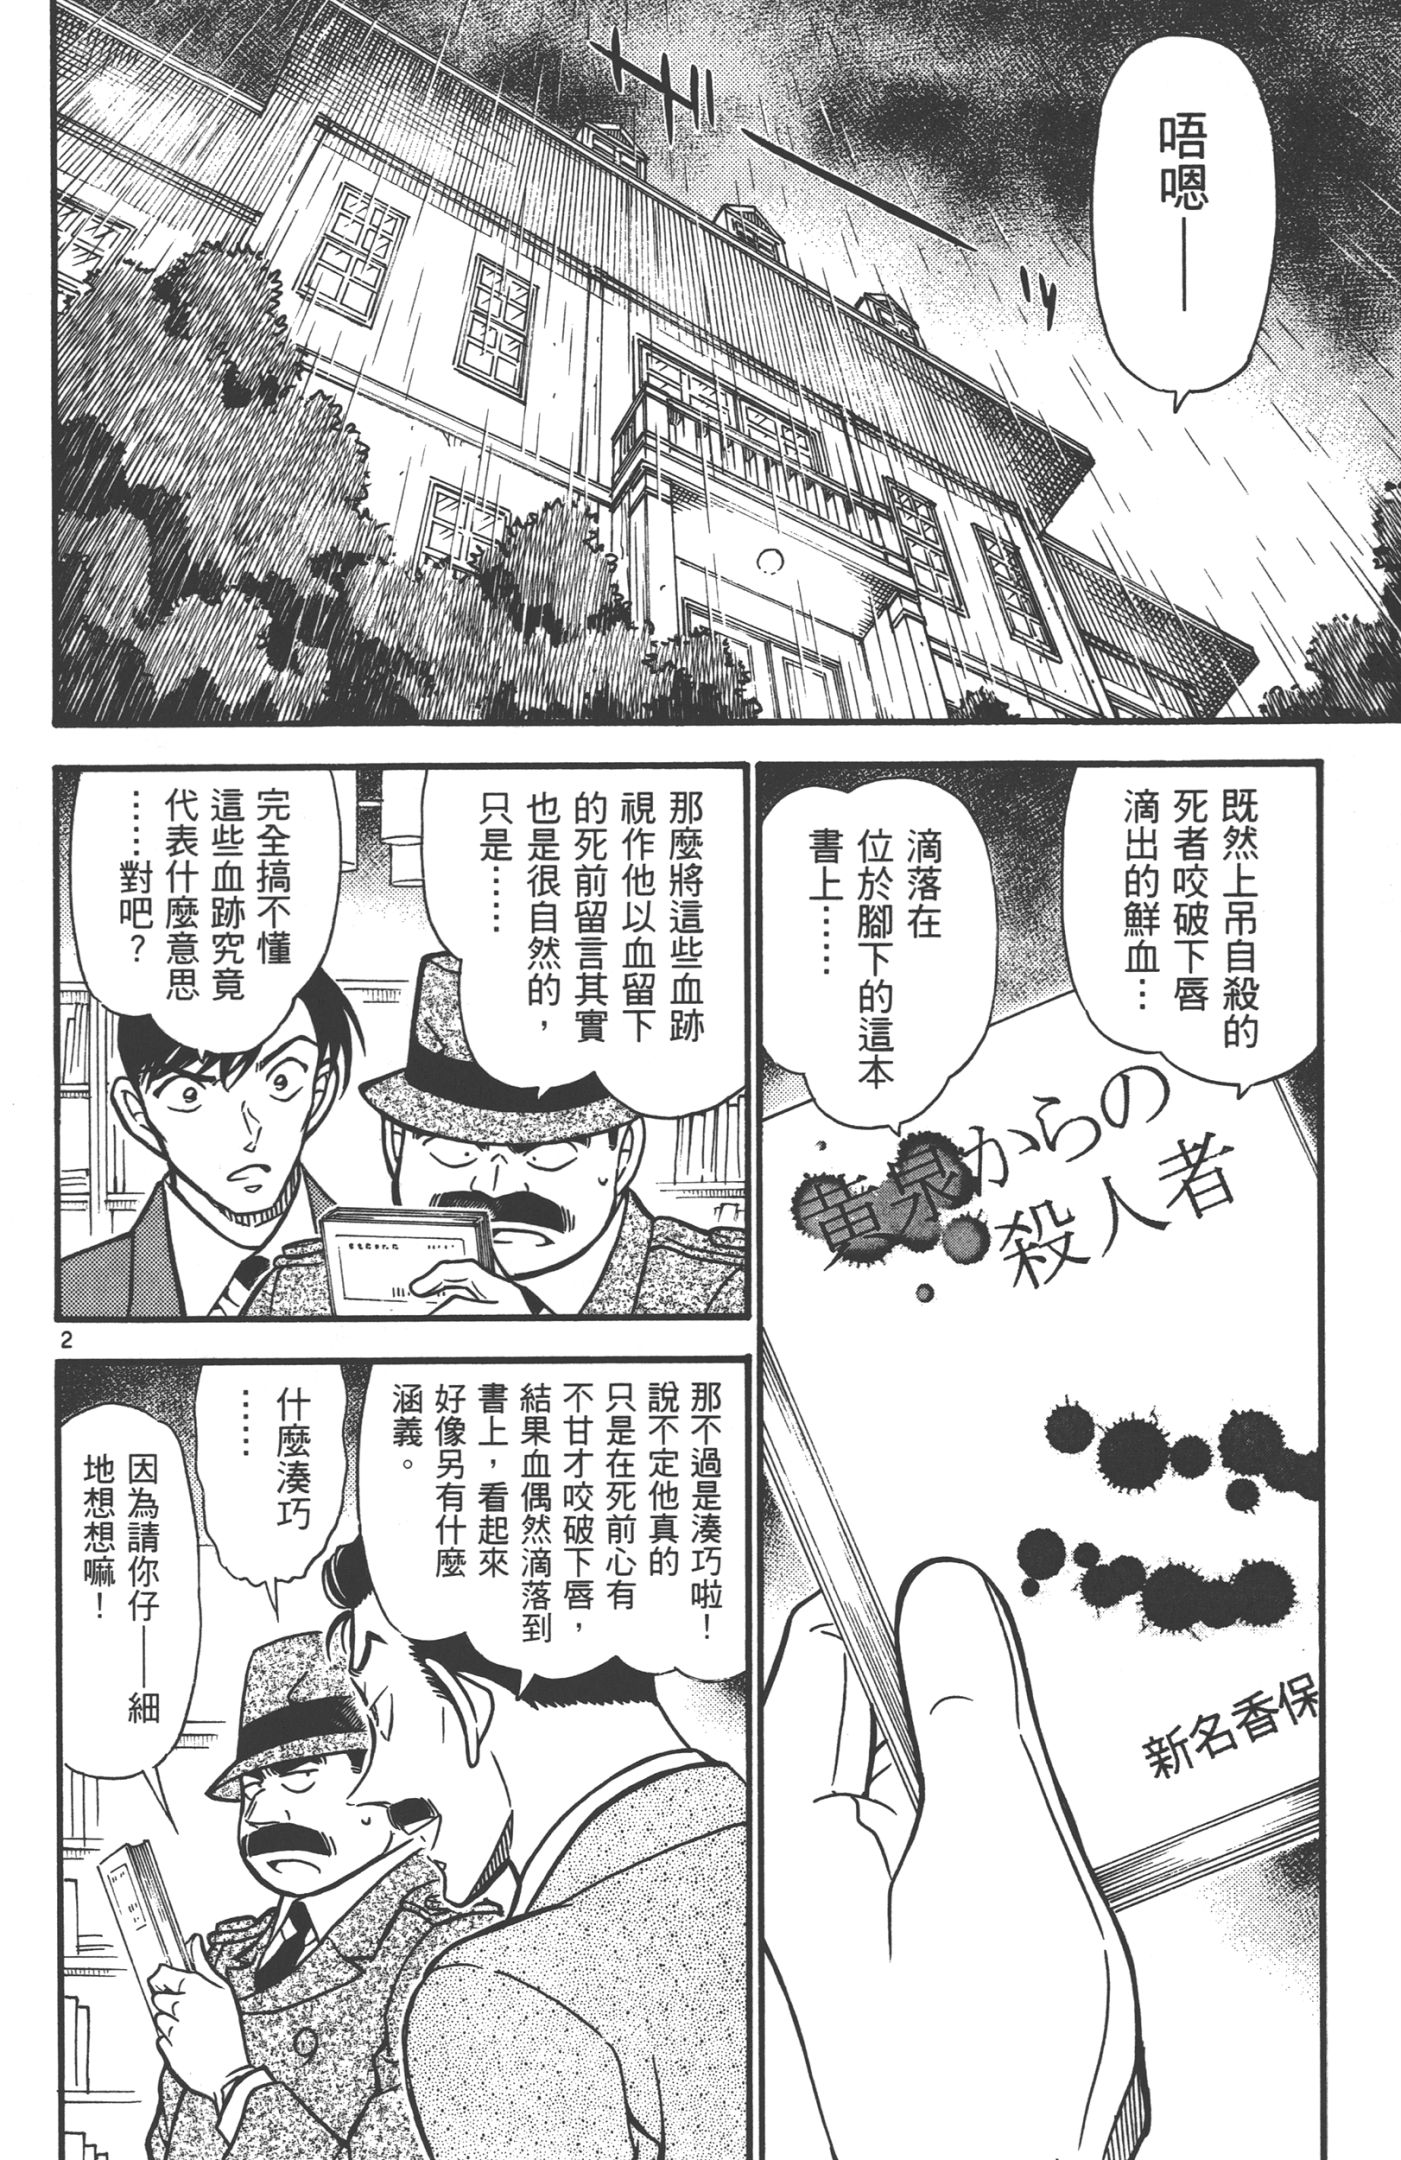 唔嗯——
ザザザ
既然上吊自殺的
死者咬破下唇
滴出的鮮血…
滴落在
位於腳下的這本
書上……
黄泉からの
殺人者
新名香保
那麼將這些血跡
視作他以血留下
的死前留言其實
也是很自然的，
只是……
完全搞不懂
這些血跡究竟
代表什麼意思
……對吧？
2
那不過是湊巧啦！
說不定他真的
只是在死前心有
不甘才咬破下唇，
結果血偶然滴落到
書上，看起來
好像另有什麼
涵義。
什麼湊巧
……
因為請你仔——細
地想想嘛！